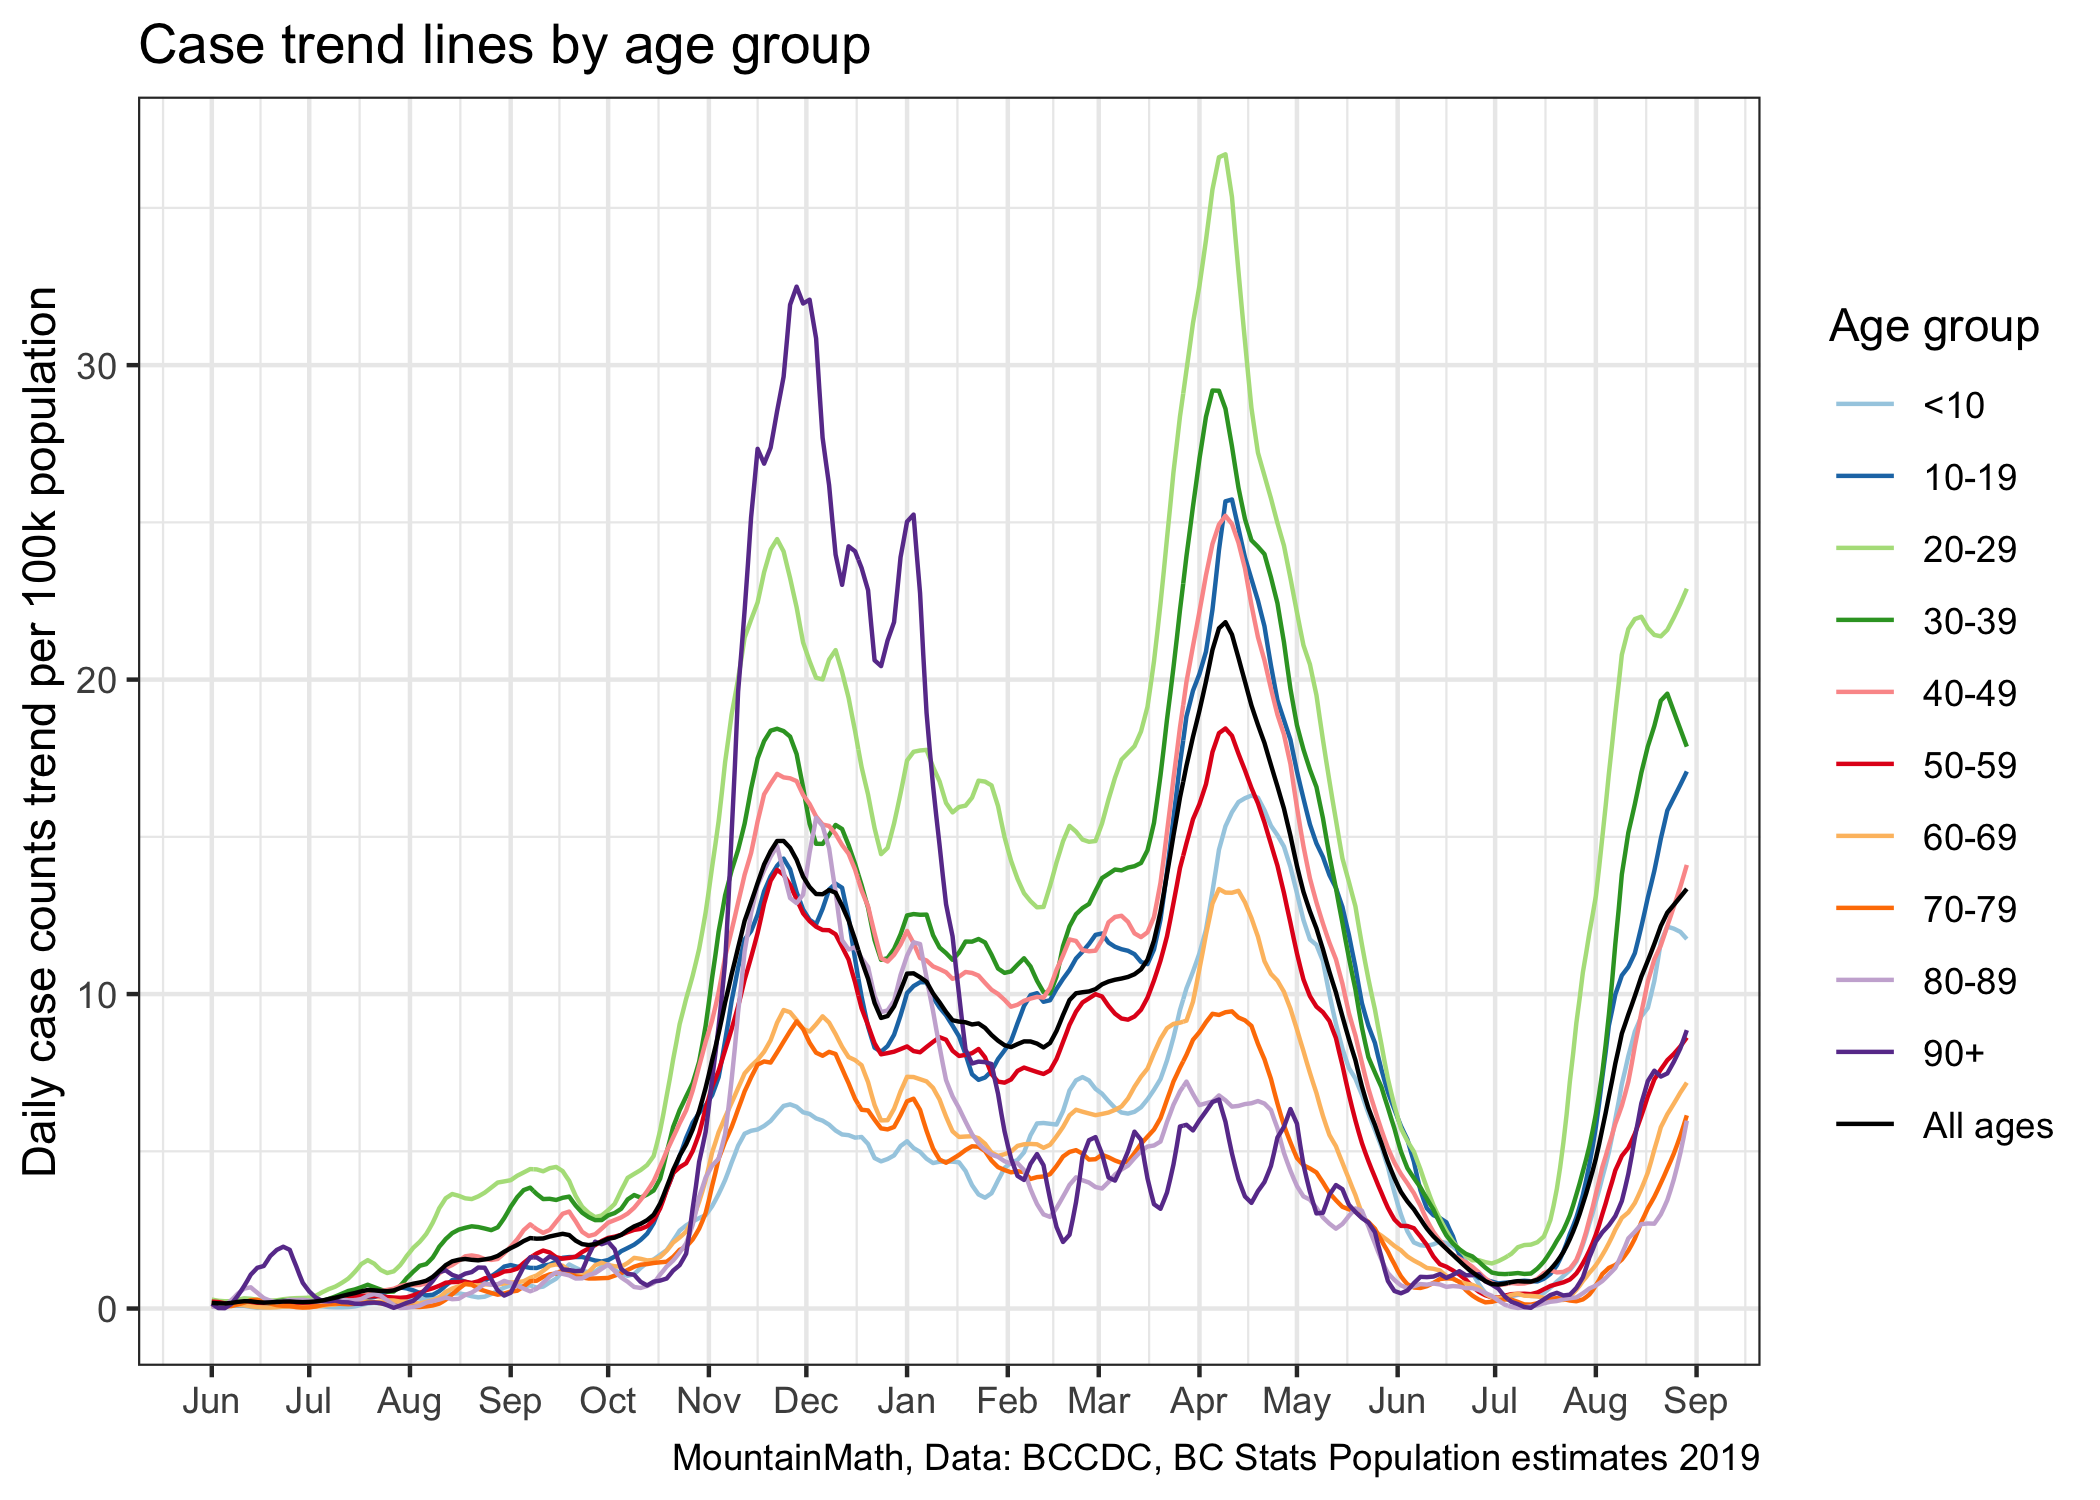 Case trend lines by age group
Daily case counts trend per 100k population
30
20
10
0
Jun Jul Aug Sep Oct Nov Dec Jan Feb Mar Apr May Jun Jul Aug Sep
MountainMath, Data: BCCDC, BC Stats Population estimates 2019
Age group
<10
10-19
20-29
30-39
40-49
50-59
60-69
70-79
80-89
90+
All ages